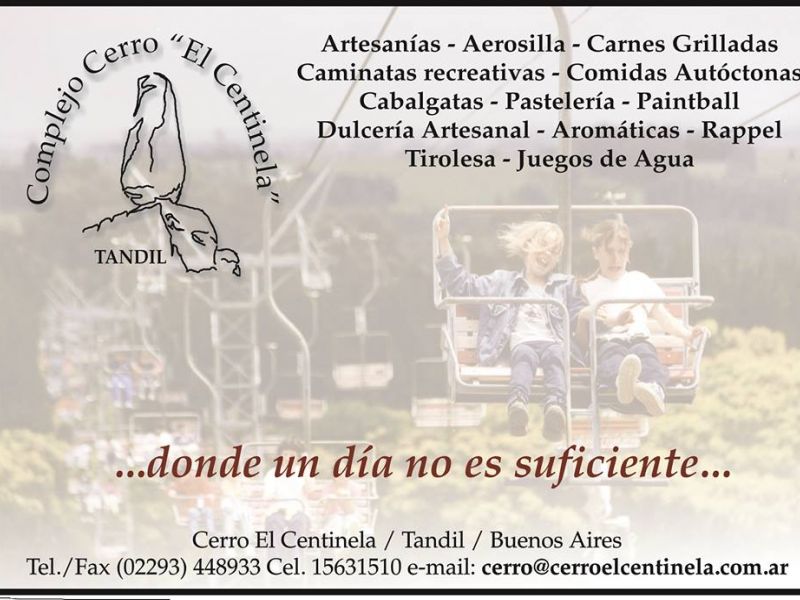 Complejo Cerro "El Centinela"
TANDIL
Artesanías - Aerosilla - Carnes Grilladas
Caminatas recreativas - Comidas Autóctonas
Cabalgatas - Pastelería - Paintball
Dulcería Artesanal - Aromáticas - Rappel
Tirolesa - Juegos de Agua
...donde un día no es suficiente...
Cerro El Centinela / Tandil / Buenos Aires
Tel./Fax (02293) 448933 Cel. 15631510 e-mail: cerro@cerroelcentinela.com.ar